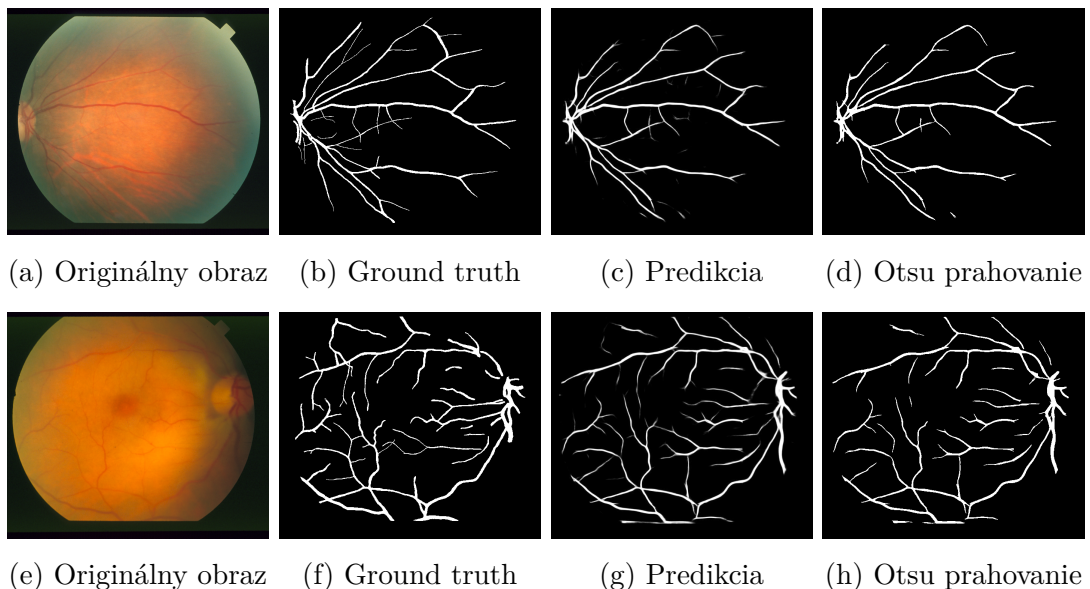 (a) Originálny obraz (b) Ground truth (c) Predikcia (d) Otsu prahovanie
(e) Originálny obraz (f) Ground truth (g) Predikcia (h) Otsu prahovanie